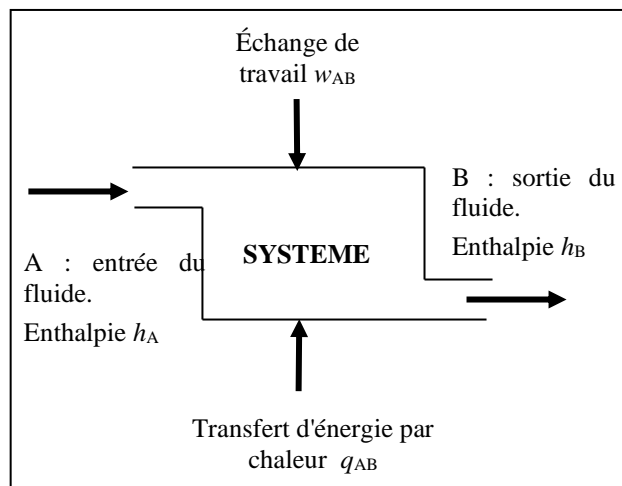 Échange de
travail wAB
B : sortie du
fluide.
Enthalpie hB
SYSTEME
A : entrée du
fluide.
Enthalpie hA
Transfert d'énergie par
chaleur qAB